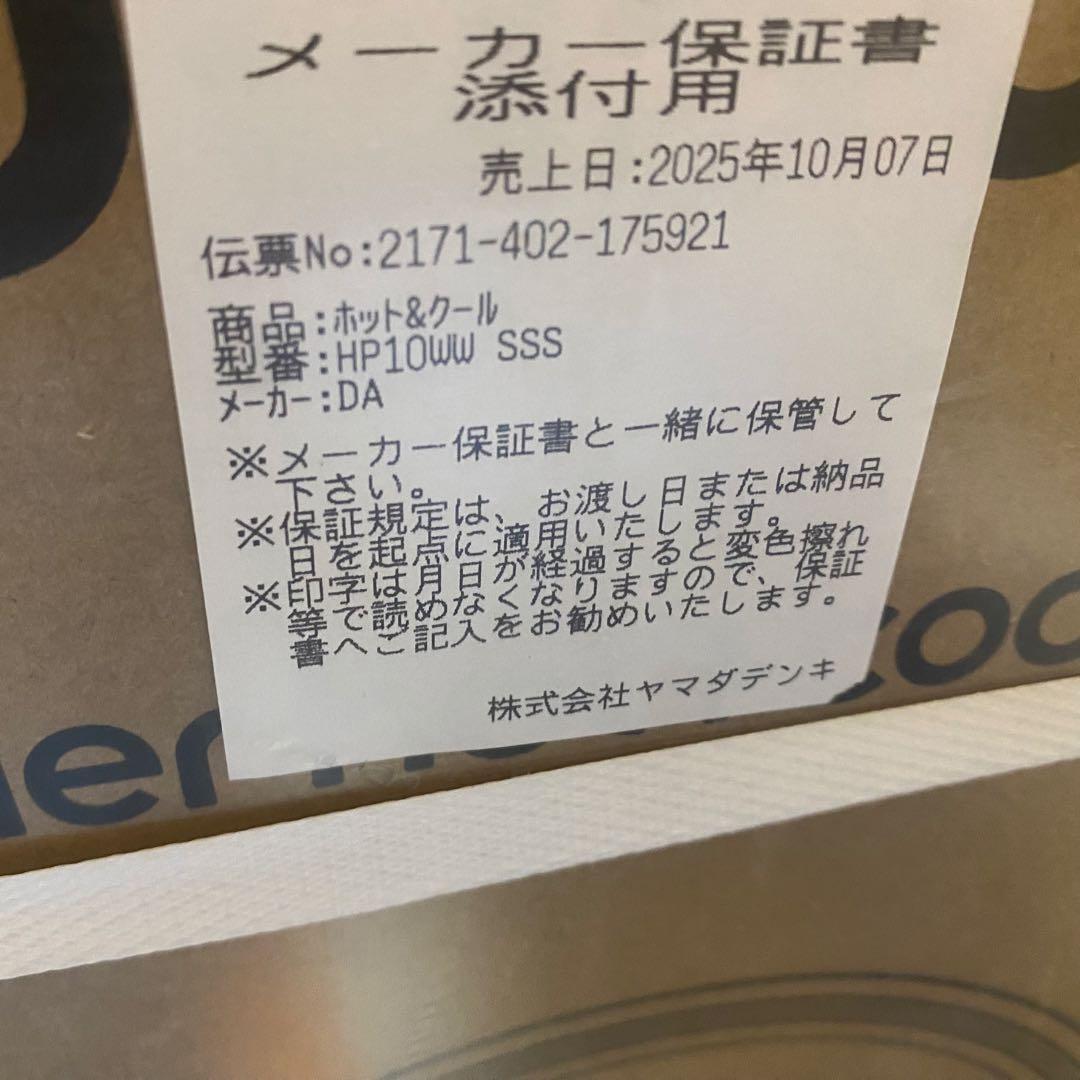 メーカー保証書
添付用
売上日:2025年10月07日
伝票No:2171-402-175921
商品:ホット&クール
型番:HP10WW SSS
メーカー:DA
※メーカー保証書と一緒に保管して
下さい。
※保証規定は、お渡し日または納品
日を起点に適用いたします。
※印字は月日が経過すると変色擦れ
等で読めなくなりますので、保証
書へご記入をお勧めいたします。
株式会社ヤマダデンキ